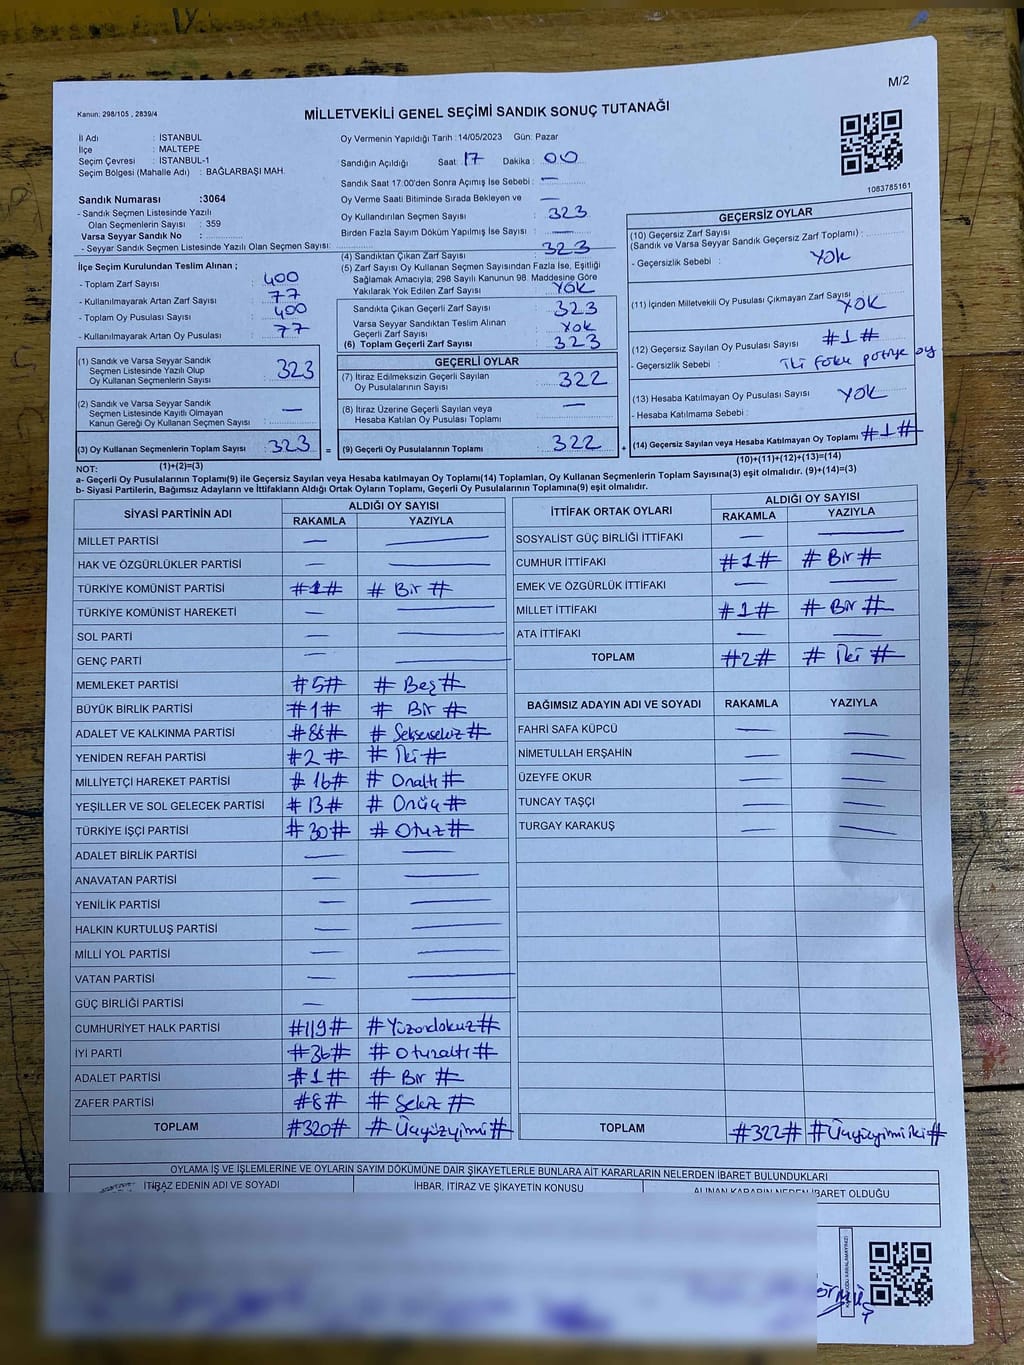 M/2
Kanun: 298/105 , 2839/4
MİLLETVEKİLİ GENEL SEÇİMİ SANDIK SONUÇ TUTANAĞI
İl Adı : İSTANBUL
İlçe : MALTEPE
Seçim Çevresi : İSTANBUL-1
Seçim Bölgesi (Mahalle Adı) : BAĞLARBAŞI MAH.
Oy Vermenin Yapıldığı Tarih : 14/05/2023 Gün: Pazar
Sandığın Açıldığı Saat: 17 Dakika : 00
Sandık Saat 17:00'den Sonra Açımış İse Sebebi : —
Oy Verme Saati Bitiminde Sırada Bekleyen ve —
Oy Kullandırılan Seçmen Sayısı : 323
Birden Fazla Sayım Döküm Yapılmış İse Sayısı : —
1083785161
Sandık Numarası :3064
- Sandık Seçmen Listesinde Yazılı
Olan Seçmenlerin Sayısı : 359
Varsa Seyyar Sandık No :
- Seyyar Sandık Seçmen Listesinde Yazılı Olan Seçmen Sayısı:
İlçe Seçim Kurulundan Teslim Alınan ;
- Toplam Zarf Sayısı : 400
- Kullanılmayarak Artan Zarf Sayısı : 77
- Toplam Oy Pusulası : 400
- Kullanılmayarak Artan Oy Pusulası : 77
(1) Sandık ve Varsa Seyyar Sandık
Seçmen Listesinde Yazılı Olup
Oy Kullanan Seçmenlerin Sayısı : 323
(2) Sandık ve Varsa Seyyar Sandık
Seçmen Listesinde Kayıtlı Olmayan
Kanun Gereği Oy Kullanan Seçmen Sayısı : —
(3) Oy Kullanan Seçmenlerin Toplam Sayısı : 323
(1)+(2)=(3)
(4) Sandıktan Çıkan Zarf Sayısı : 323
(5) Zarf Sayısı Oy Kullanan Seçmen Sayısından Fazla İse, Eşitliği
Sağlamak Amacıyla; 298 Sayılı Kanunun 98. Maddesine Göre
Yakılarak Yok Edilen Zarf Sayısı : YOK
Sandıkta Çıkan Geçerli Zarf Sayısı : 323
Varsa Seyyar Sandıktan Teslim Alınan
Geçerli Zarf Sayısı : Yok
(6) Toplam Geçerli Zarf Sayısı : 323
GEÇERLİ OYLAR
(7) İtiraz Edilmeksizin Geçerli Sayılan
Oy Pusulalarının Sayısı : 322
(8) İtiraz Üzerine Geçerli Sayılan veya
Hesaba Katılan Oy Pusulası Toplamı : —
= (9) Geçerli Oy Pusulalarının Toplamı : 322 +
GEÇERSİZ OYLAR
(10) Geçersiz Zarf Sayısı
(Sandık ve Varsa Seyyar Sandık Geçersiz Zarf Toplamı) :
- Geçersizlik Sebebi : YOK
(11) İçinden Milletvekili Oy Pusulası Çıkmayan Zarf Sayısı YOK
(12) Geçersiz Sayılan Oy Pusulası Sayısı : #1#
- Geçersizlik Sebebi : iki farklı partiye oy
(13) Hesaba Katılmayan Oy Pusulası Sayısı : YOK
- Hesaba Katılmama Sebebi :
(14) Geçersiz Sayılan veya Hesaba Katılmayan Oy Toplamı #1#
(10)+(11)+(12)+(13)=(14)
NOT:
a- Geçerli Oy Pusulalarının Toplamı(9) ile Geçersiz Sayılan veya Hesaba katılmayan Oy Toplamı(14) Toplamları, Oy Kullanan Seçmenlerin Toplam Sayısına(3) eşit olmalıdır. (9)+(14)=(3)
b- Siyasi Partilerin, Bağımsız Adayların ve İttifakların Aldığı Ortak Oyların Toplamı, Geçerli Oy Pusulalarının Toplamına(9) eşit olmalıdır.
SİYASİ PARTİNİN ADI ALDIĞI OY SAYISI
RAKAMLA YAZIYLA
MİLLET PARTİSİ — —
HAK VE ÖZGÜRLÜKLER PARTİSİ — —
TÜRKİYE KOMÜNİST PARTİSİ #1# # Bir #
TÜRKİYE KOMÜNİST HAREKETİ — —
SOL PARTİ — —
GENÇ PARTİ — —
MEMLEKET PARTİSİ #5# # Beş #
BÜYÜK BİRLİK PARTİSİ #1# # Bir #
ADALET VE KALKINMA PARTİSİ #88# # Seksensekiz #
YENİDEN REFAH PARTİSİ #2# # İki #
MİLLİYETÇİ HAREKET PARTİSİ #16# # Onaltı #
YEŞİLLER VE SOL GELECEK PARTİSİ #13# # Onüç #
TÜRKİYE İŞÇİ PARTİSİ #30# # Otuz #
ADALET BİRLİK PARTİSİ — —
ANAVATAN PARTİSİ — —
YENİLİK PARTİSİ — —
HALKIN KURTULUŞ PARTİSİ — —
MİLLİ YOL PARTİSİ — —
VATAN PARTİSİ — —
GÜÇ BİRLİĞİ PARTİSİ — —
CUMHURİYET HALK PARTİSİ #119# #Yüzondokuz#
İYİ PARTİ #36# # Otuzaltı #
ADALET PARTİSİ #1# # Bir #
ZAFER PARTİSİ #8# # Sekiz #
TOPLAM #320# # Üçyüzyirmi #
İTTİFAK ORTAK OYLARI ALDIĞI OY SAYISI
RAKAMLA YAZIYLA
SOSYALİST GÜÇ BİRLİĞİ İTTİFAKI — —
CUMHUR İTTİFAKI #1# # Bir #
EMEK VE ÖZGÜRLÜK İTTİFAKI — —
MİLLET İTTİFAKI #1# # Bir #
ATA İTTİFAKI — —
TOPLAM #2# # İki #
BAĞIMSIZ ADAYIN ADI VE SOYADI RAKAMLA YAZIYLA
FAHRİ SAFA KÜPCÜ — —
NİMETULLAH ERŞAHİN — —
ÜZEYFE OKUR — —
TUNCAY TAŞÇI — —
TURGAY KARAKUŞ — —
TOPLAM #322# #Üçyüzyirmiiki#
OYLAMA İŞ VE İŞLEMLERİNE VE OYLARIN SAYIM DÖKÜMÜNE DAİR ŞİKAYETLERLE BUNLARA AİT KARARLARIN NELERDEN İBARET BULUNDUKLARI
İTİRAZ EDENİN ADI VE SOYADI İHBAR, İTİRAZ VE ŞİKAYETİN KONUSU ALINAN KARARIN NEDEN İBARET OLDUĞU